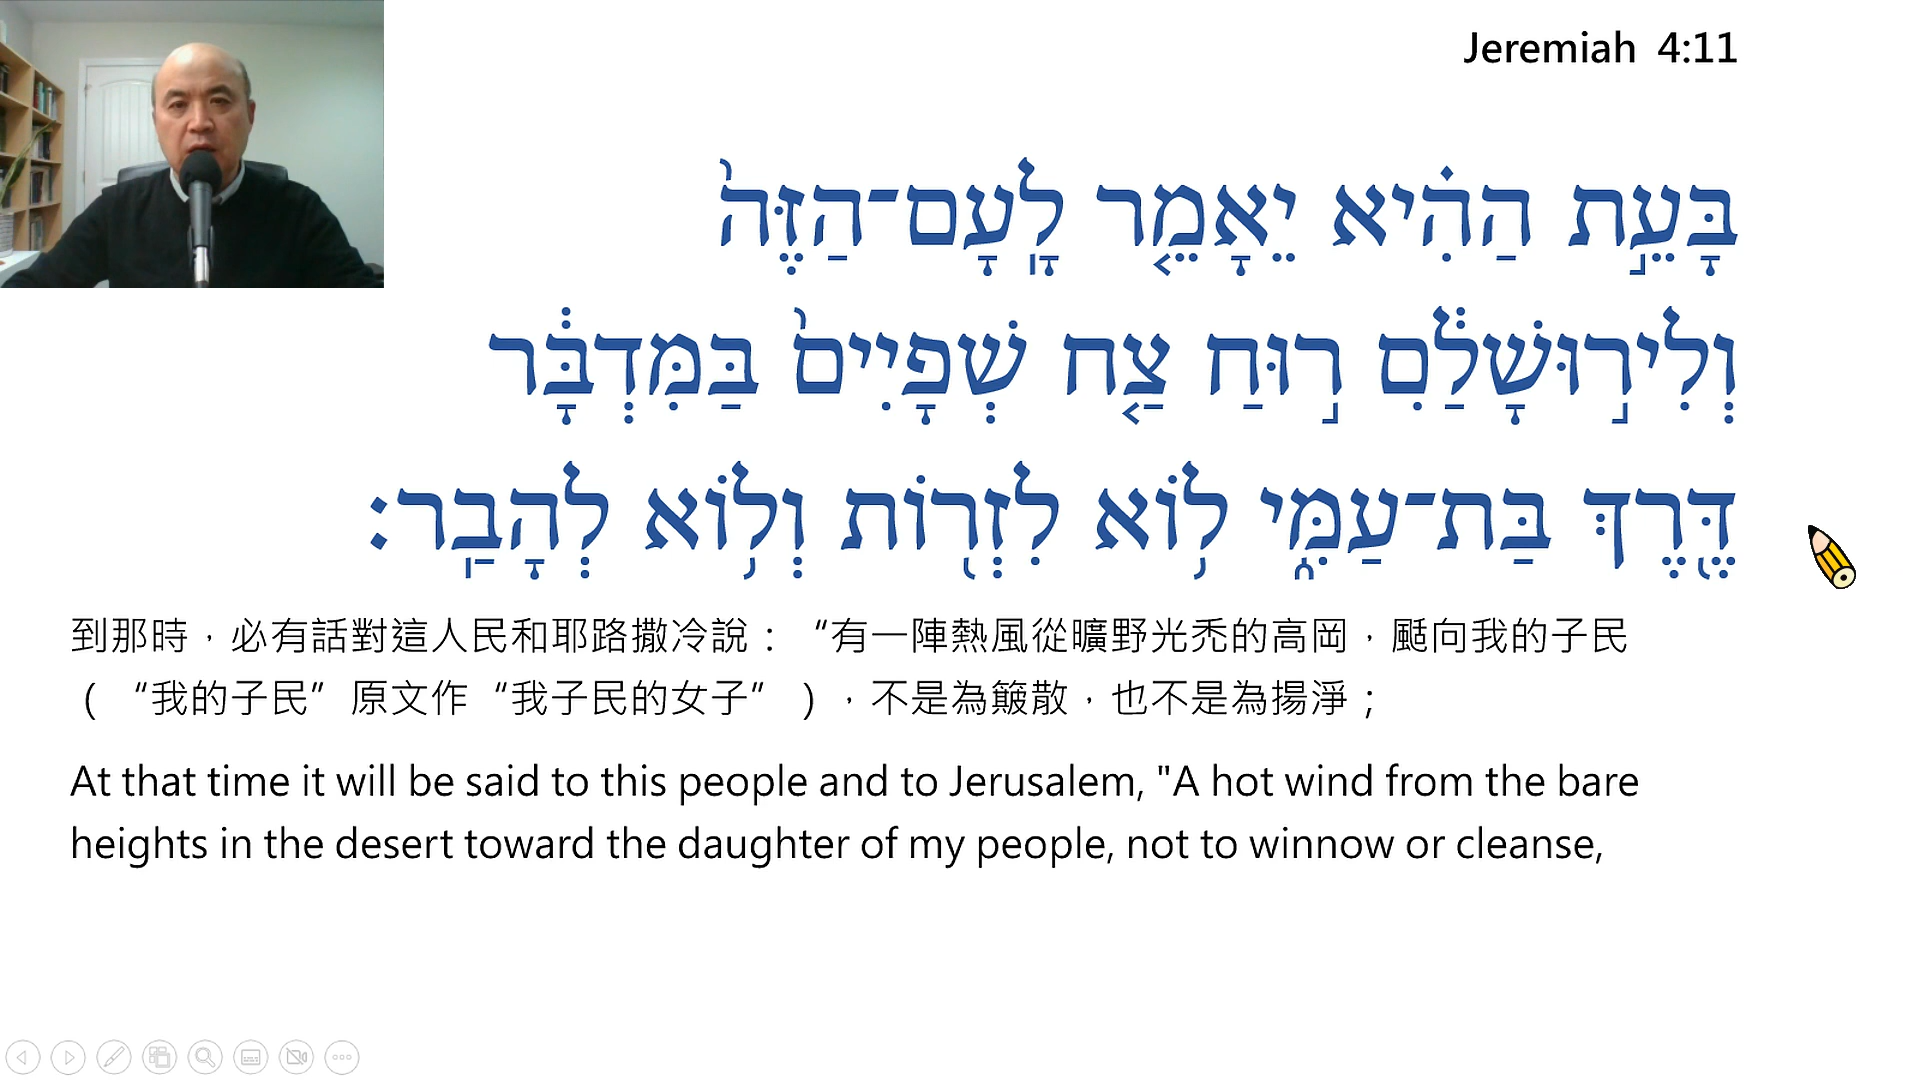 Jeremiah 4:11
בָּעֵ֣ת הַהִ֗יא יֵאָמֵ֤ר לָֽעָם־הַזֶּה֙
וְלִיר֣וּשָׁלִַ֔ם ר֣וּחַ צַ֤ח שְׁפָיִים֙ בַּמִּדְבָּ֔ר
דֶּ֖רֶךְ בַּת־עַמִּ֑י ל֥וֹא לִזְר֖וֹת וְל֥וֹא לְהָבַֽר׃
到那時，必有話對這人民和耶路撒冷說：“有一陣熱風從曠野光禿的高岡，颳向我的子民
（“我的子民”原文作“我子民的女子”），不是為簸散，也不是為揚淨；
At that time it will be said to this people and to Jerusalem, "A hot wind from the bare
heights in the desert toward the daughter of my people, not to winnow or cleanse,